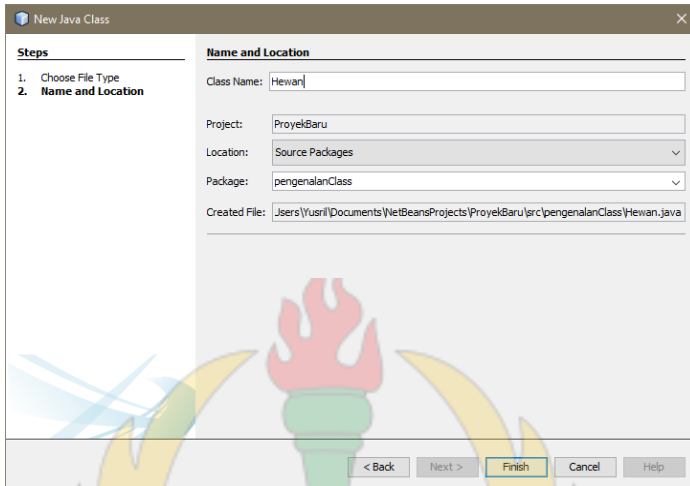 New Java Class
Steps
1. Choose File Type
2. Name and Location
Name and Location
Class Name: Hewan
Project: ProyekBaru
Location: Source Packages
Package: pengenalanClass
Created File: Jsers\Yusril\Documents\NetBeansProjects\ProyekBaru\src\pengenalanClass\Hewan.java
< Back Next > Finish Cancel Help